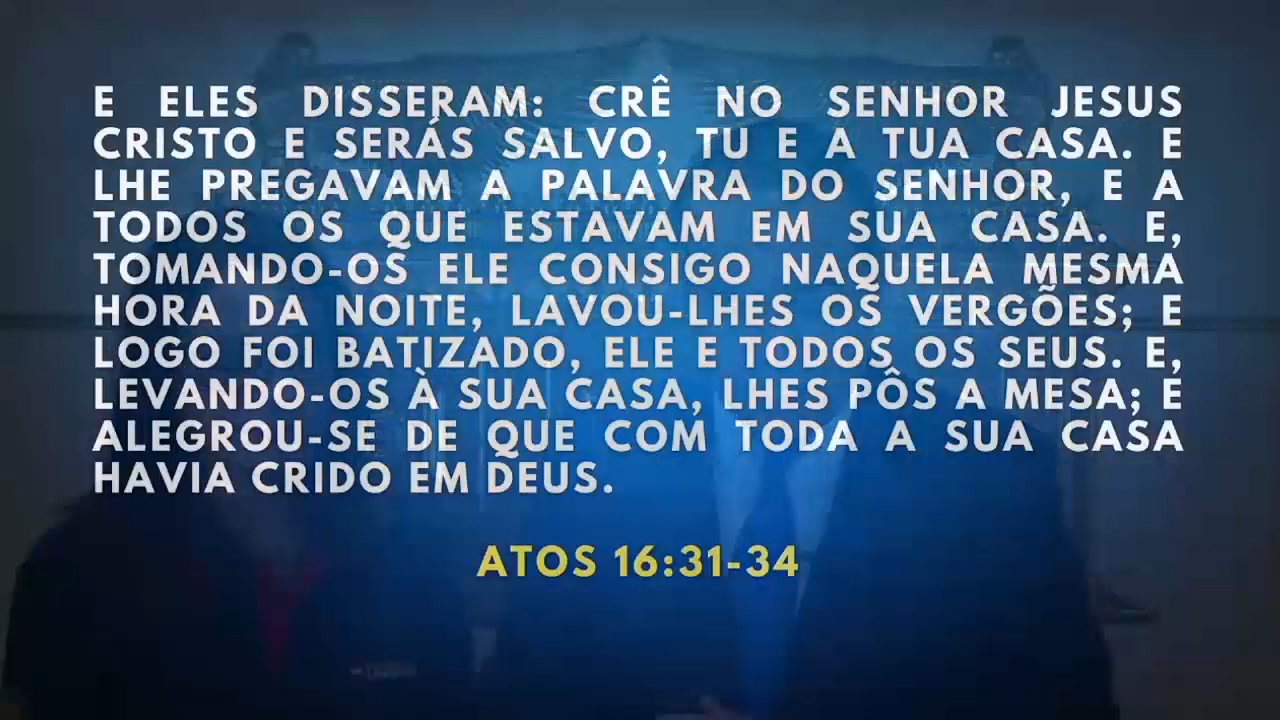 E ELES DISSERAM: CRÊ NO SENHOR JESUS
CRISTO E SERÁS SALVO, TU E A TUA CASA. E
LHE PREGAVAM A PALAVRA DO SENHOR, E A
TODOS OS QUE ESTAVAM EM SUA CASA. E,
TOMANDO-OS ELE CONSIGO NAQUELA MESMA
HORA DA NOITE, LAVOU-LHES OS VERGÕES; E
LOGO FOI BATIZADO, ELE E TODOS OS SEUS. E,
LEVANDO-OS À SUA CASA, LHES PÔS A MESA; E
ALEGROU-SE DE QUE COM TODA A SUA CASA
HAVIA CRIDO EM DEUS.
ATOS 16:31-34